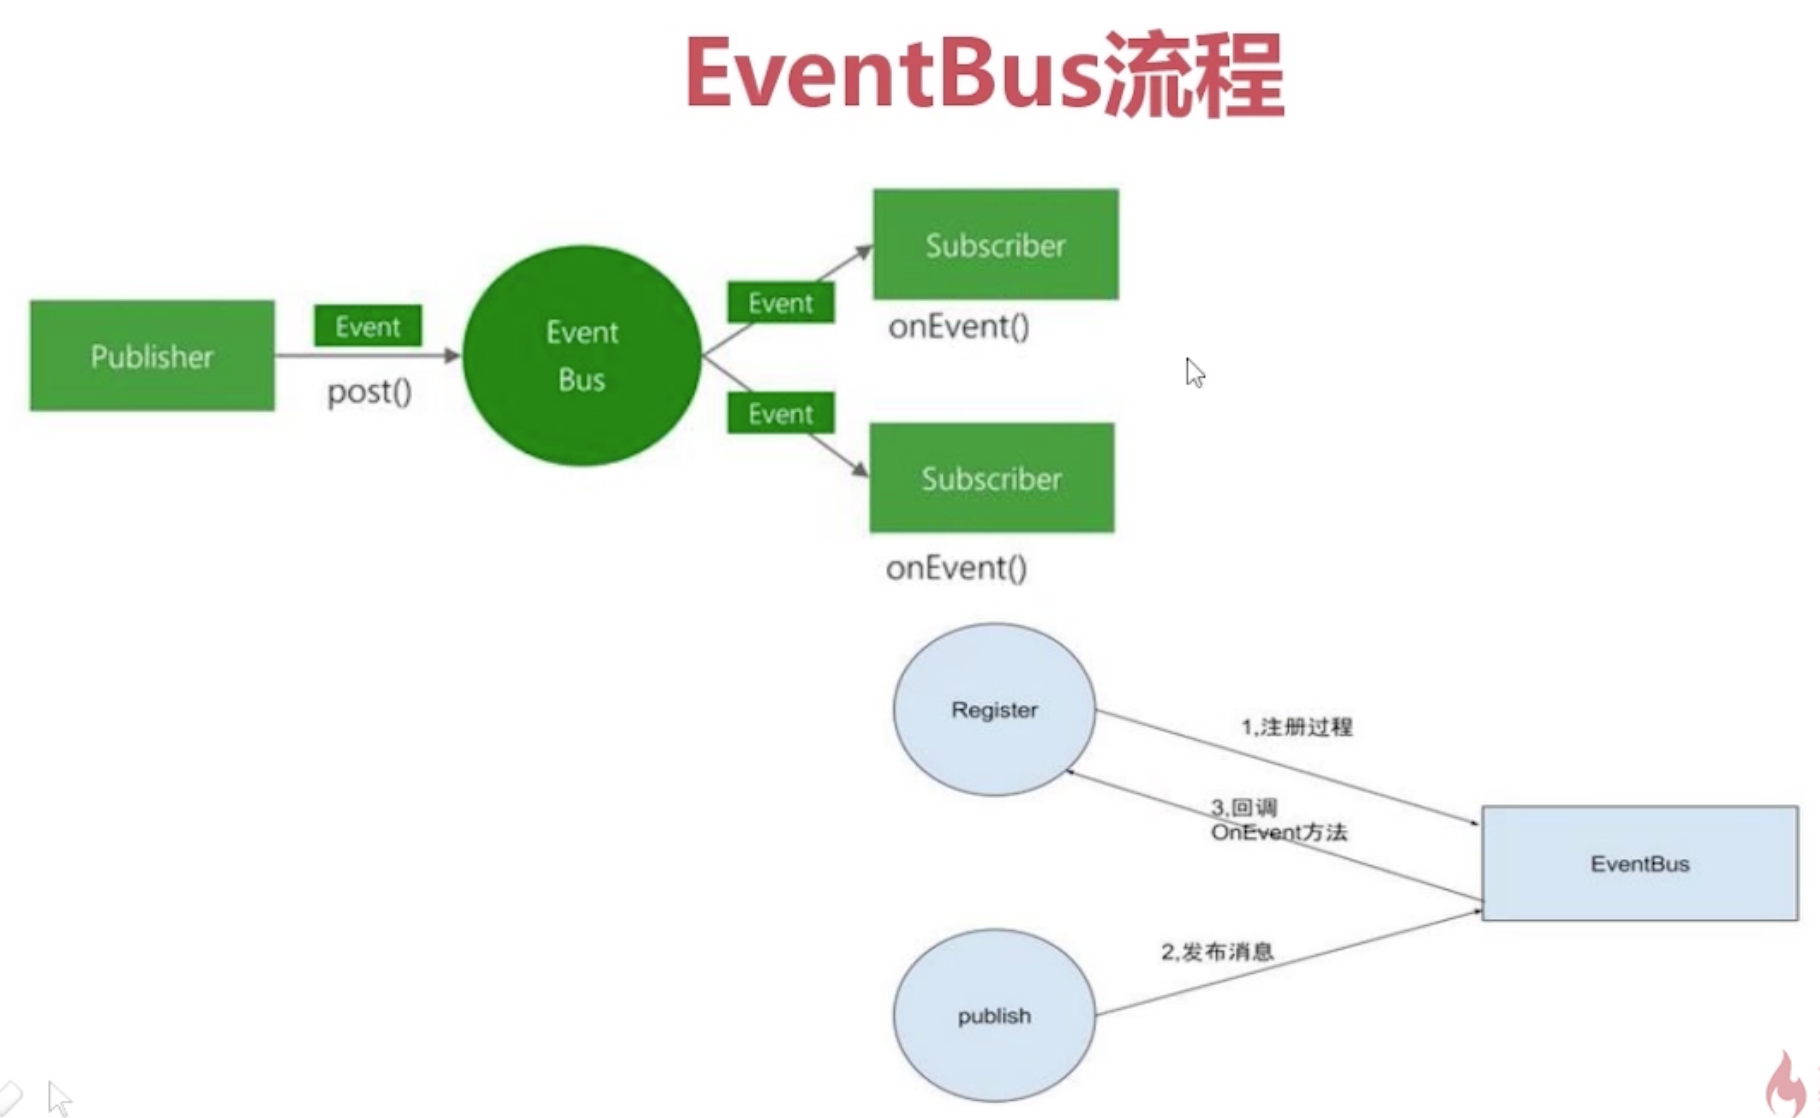 EventBus流程
Publisher
Event
post()
Event
Bus
Event
Subscriber
onEvent()
Event
Subscriber
onEvent()
Register
1,注册过程
3,回调
OnEvent方法
EventBus
2,发布消息
publish